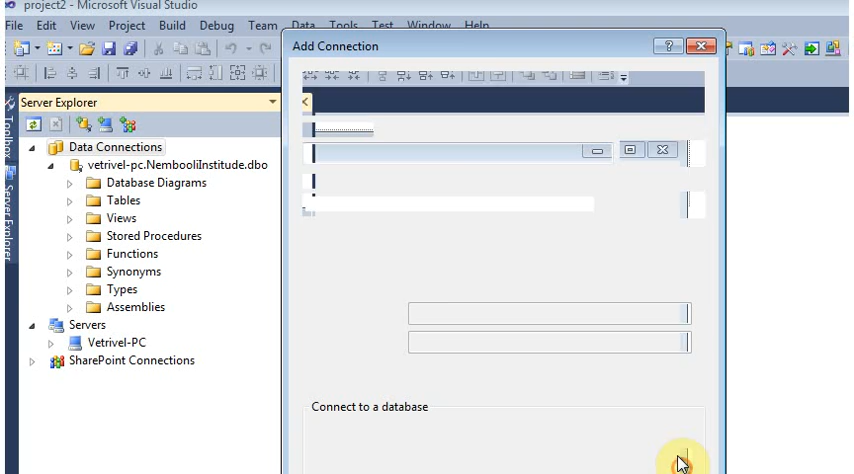 project2 - Microsoft Visual Studio
File Edit View Project Build Debug Team Data Tools Test Window Help
Add Connection
Server Explorer
Data Connections
vetrivel-pc.NembooliInstitude.dbo
Database Diagrams
Tables
Views
Stored Procedures
Functions
Synonyms
Types
Assemblies
Servers
Vetrivel-PC
SharePoint Connections
Toolbox
Server Explorer
Connect to a database